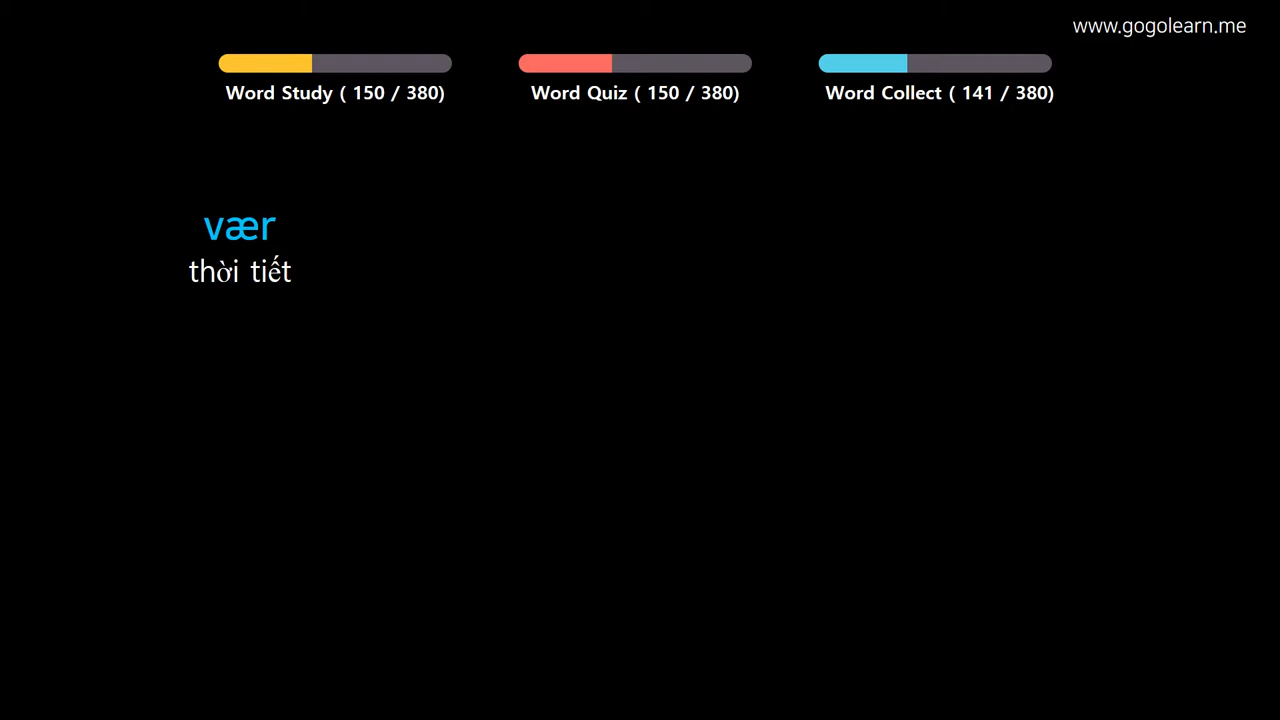 www.gogolearn.me
Word Study ( 150 / 380)
Word Quiz ( 150 / 380)
Word Collect ( 141 / 380)
vær
thời tiết